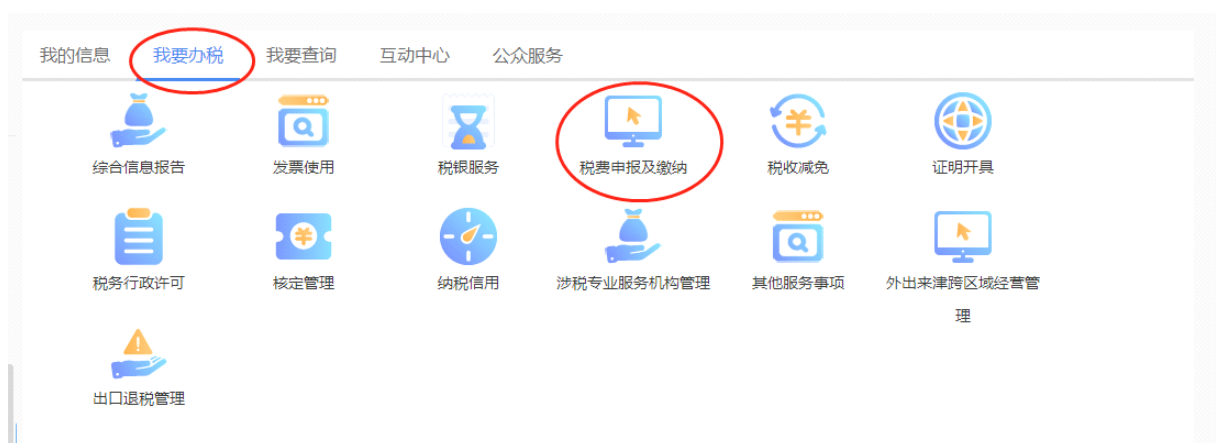 我的信息 我要办税 我要查询 互动中心 公众服务
综合信息报告 发票使用 税银服务 税费申报及缴纳 税收减免 证明开具
税务行政许可 核定管理 纳税信用 涉税专业服务机构管理 其他服务事项 外出来津跨区域经营管
理
出口退税管理